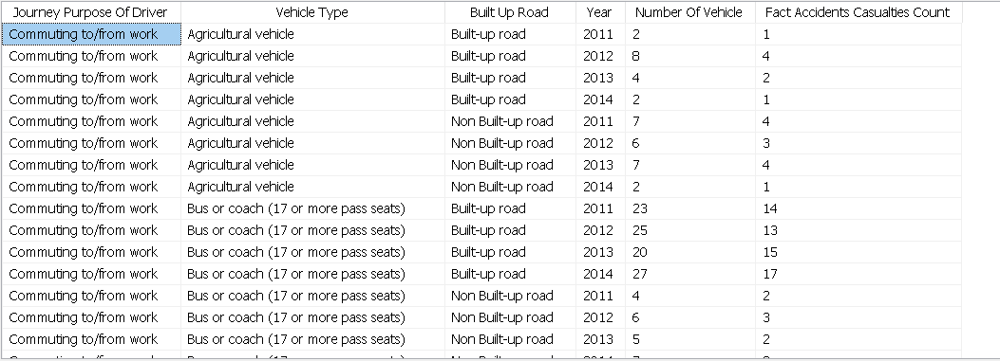 Journey Purpose Of Driver Vehicle Type Built Up Road Year Number Of Vehicle Fact Accidents Casualties Count
Commuting to/from work Agricultural vehicle Built-up road 2011 2 1
Commuting to/from work Agricultural vehicle Built-up road 2012 8 4
Commuting to/from work Agricultural vehicle Built-up road 2013 4 2
Commuting to/from work Agricultural vehicle Built-up road 2014 2 1
Commuting to/from work Agricultural vehicle Non Built-up road 2011 7 4
Commuting to/from work Agricultural vehicle Non Built-up road 2012 6 3
Commuting to/from work Agricultural vehicle Non Built-up road 2013 7 4
Commuting to/from work Agricultural vehicle Non Built-up road 2014 2 1
Commuting to/from work Bus or coach (17 or more pass seats) Built-up road 2011 23 14
Commuting to/from work Bus or coach (17 or more pass seats) Built-up road 2012 25 13
Commuting to/from work Bus or coach (17 or more pass seats) Built-up road 2013 20 15
Commuting to/from work Bus or coach (17 or more pass seats) Built-up road 2014 27 17
Commuting to/from work Bus or coach (17 or more pass seats) Non Built-up road 2011 4 2
Commuting to/from work Bus or coach (17 or more pass seats) Non Built-up road 2012 6 3
Commuting to/from work Bus or coach (17 or more pass seats) Non Built-up road 2013 5 2